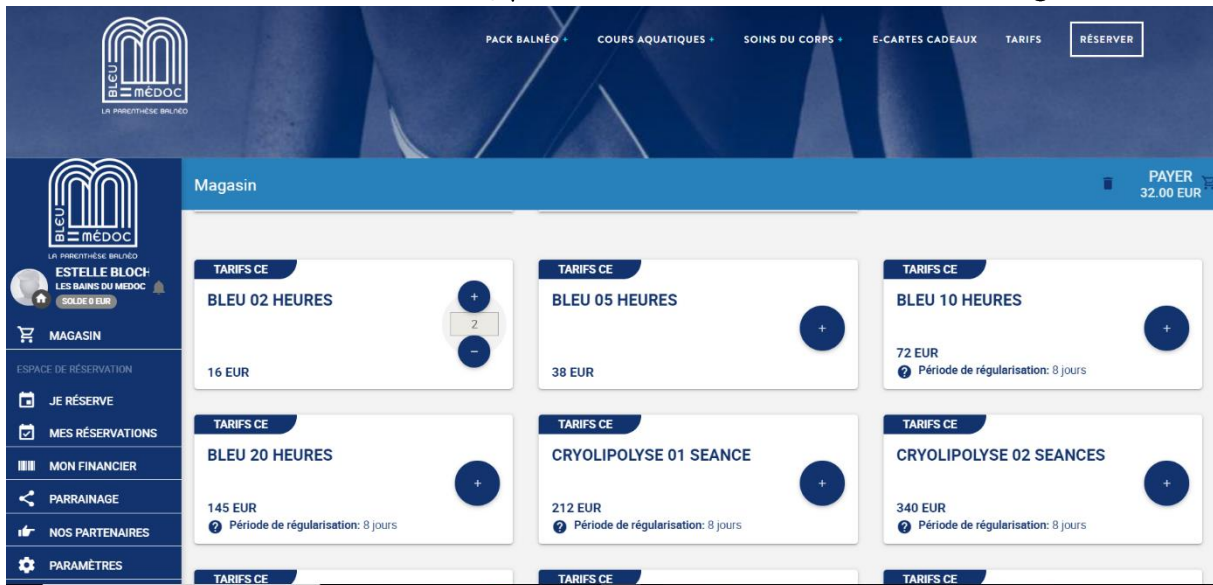 PACK BALNÉO +
COURS AQUATIQUES +
SOINS DU CORPS +
E-CARTES CADEAUX
TARIFS
RÉSERVER
BLEU-
MÉDOC
LA PARENTHÈSE BALNÉO
BLEU-
MÉDOC
LA PARENTHÈSE BALNÉO
ESTELLE BLOCH
LES BAINS DU MEDOC
SOLDE 0 EUR
MAGASIN
ESPACE DE RÉSERVATION
JE RÉSERVE
MES RÉSERVATIONS
MON FINANCIER
PARRAINAGE
NOS PARTENAIRES
PARAMÈTRES
Magasin
PAYER
32.00 EUR
TARIFS CE
BLEU 02 HEURES
+
2
−
16 EUR
TARIFS CE
BLEU 05 HEURES
+
38 EUR
TARIFS CE
BLEU 10 HEURES
+
72 EUR
? Période de régularisation: 8 jours
TARIFS CE
BLEU 20 HEURES
+
145 EUR
? Période de régularisation: 8 jours
TARIFS CE
CRYOLIPOLYSE 01 SEANCE
+
212 EUR
? Période de régularisation: 8 jours
TARIFS CE
CRYOLIPOLYSE 02 SEANCES
+
340 EUR
? Période de régularisation: 8 jours
TARIFS CE
TARIFS CE
TARIFS CE